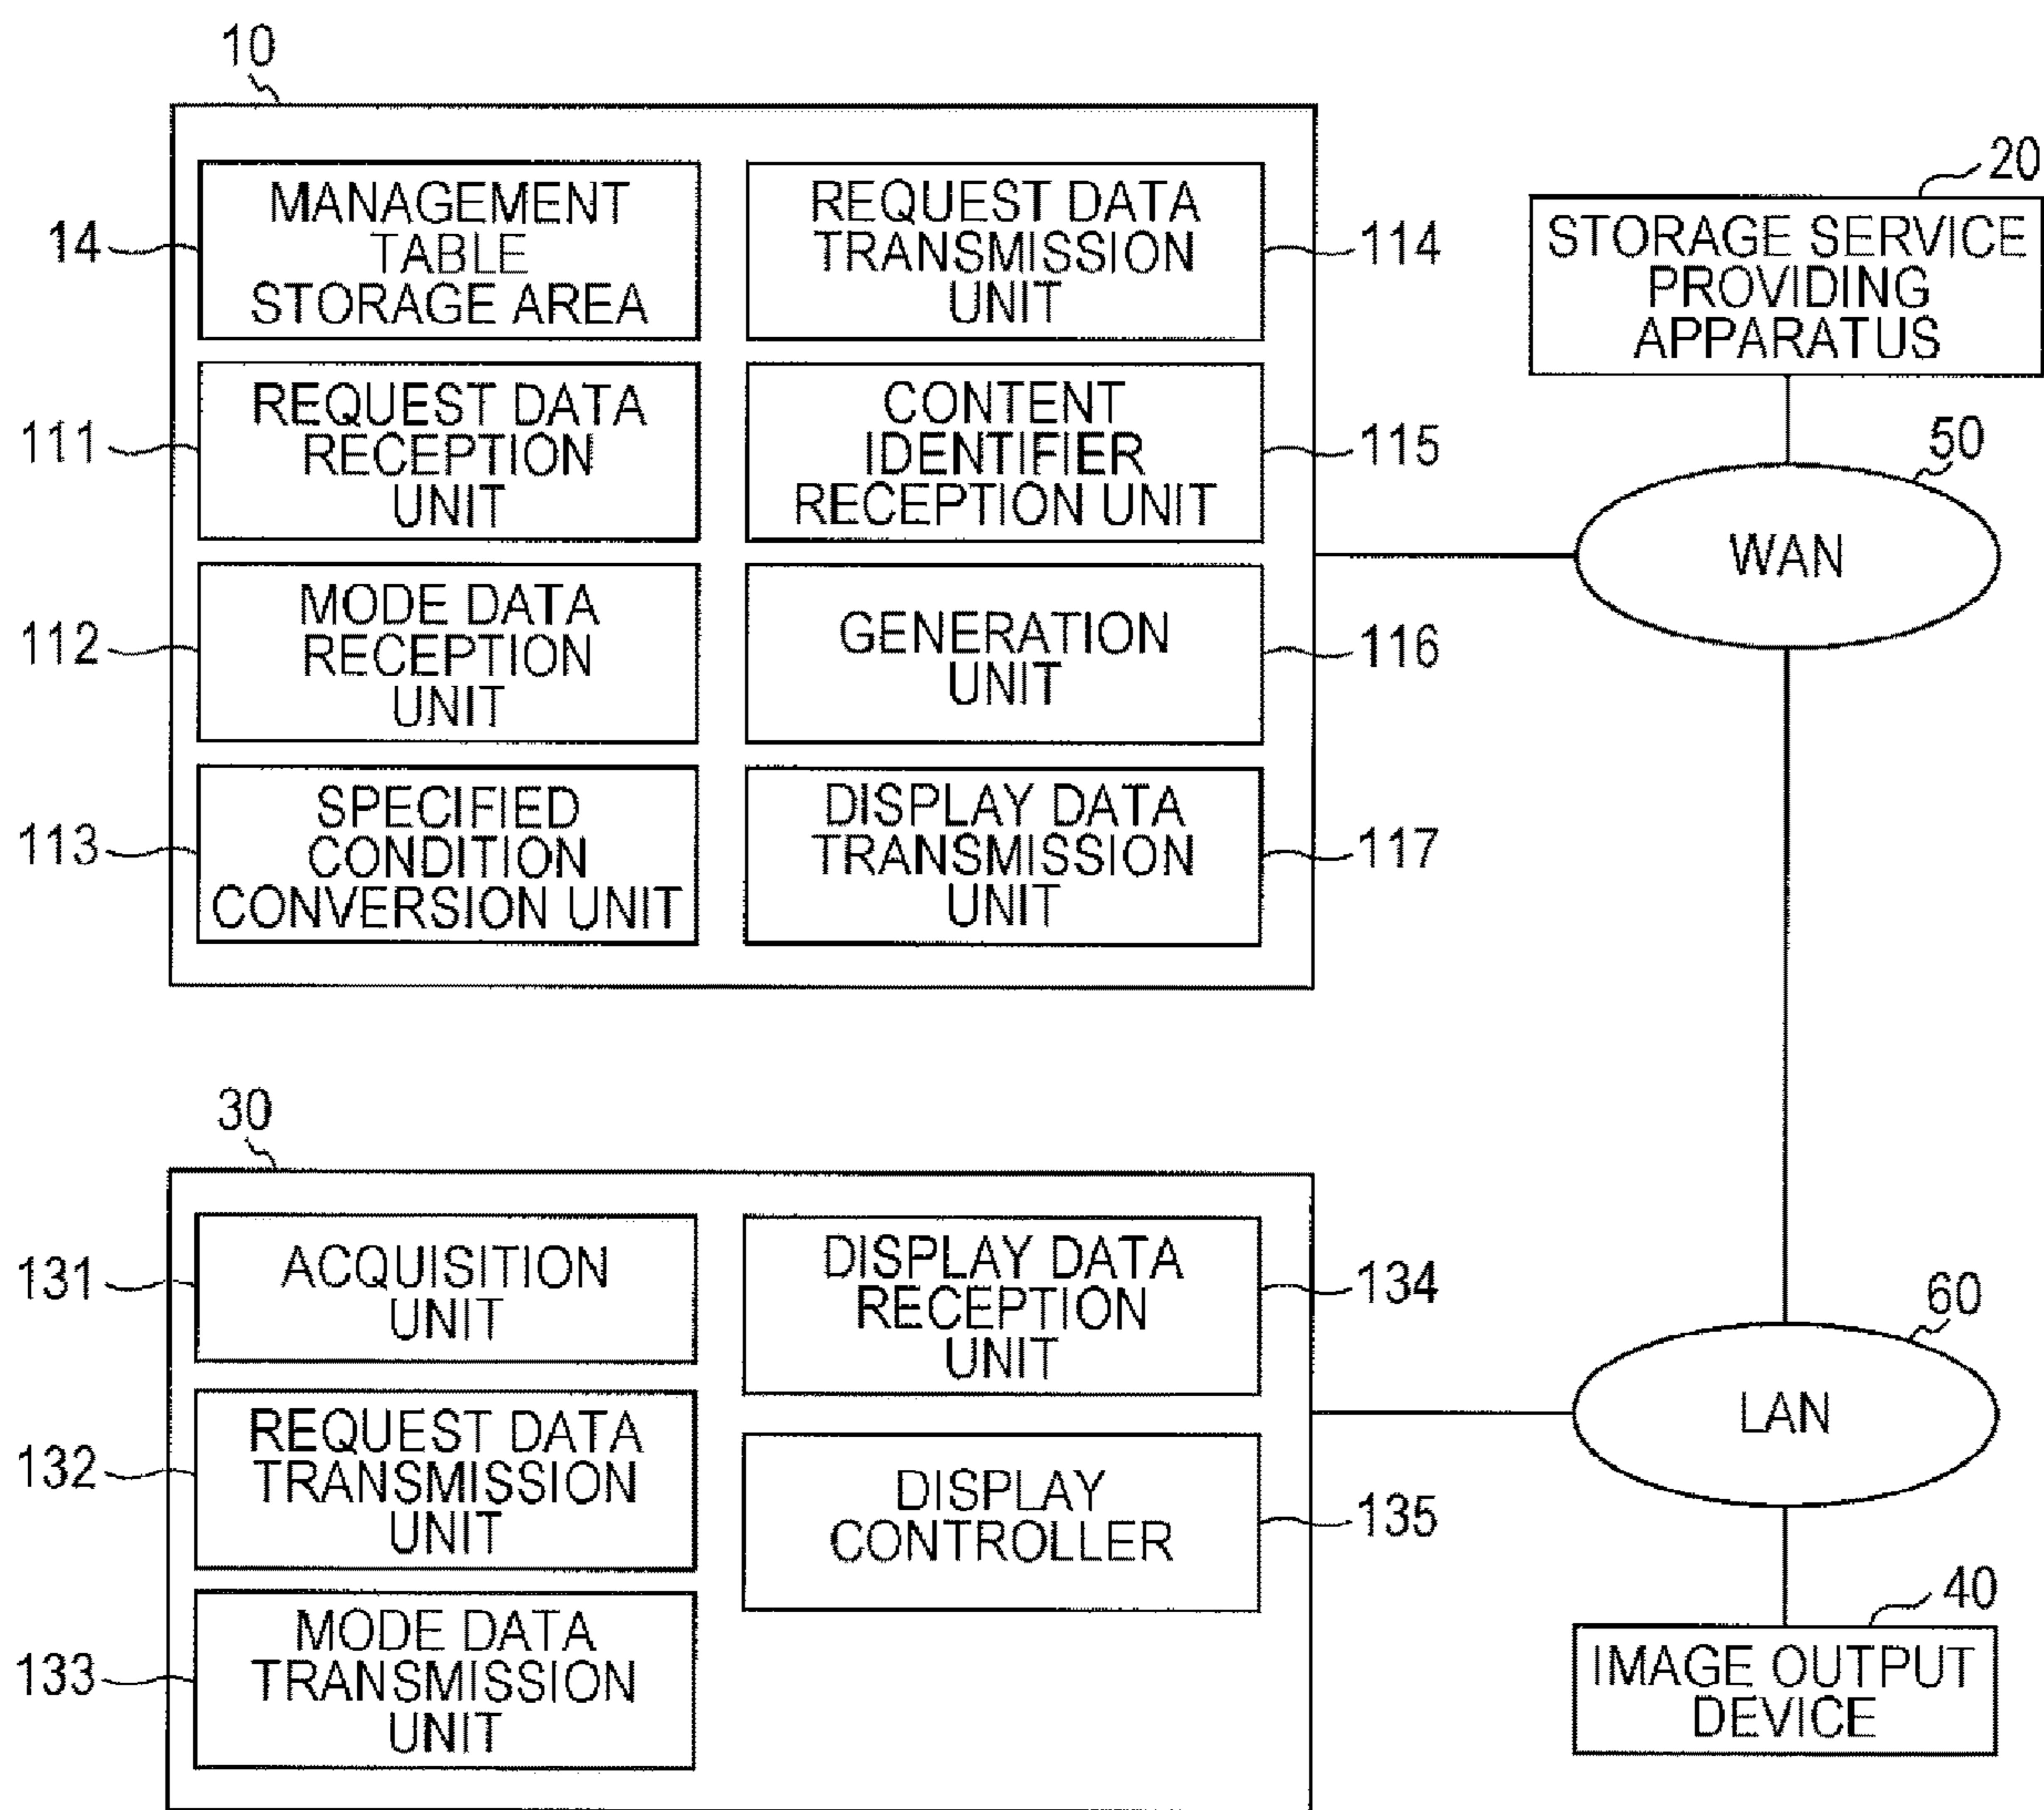 10
14
MANAGEMENT
TABLE
STORAGE AREA
REQUEST DATA
TRANSMISSION
UNIT
114
111
REQUEST DATA
RECEPTION
UNIT
CONTENT
IDENTIFIER
RECEPTION UNIT
115
112
MODE DATA
RECEPTION
UNIT
GENERATION
UNIT
116
113
SPECIFIED
CONDITION
CONVERSION UNIT
DISPLAY DATA
TRANSMISSION
UNIT
117
20
STORAGE SERVICE
PROVIDING
APPARATUS
50
WAN
30
131
ACQUISITION
UNIT
DISPLAY DATA
RECEPTION
UNIT
134
132
REQUEST DATA
TRANSMISSION
UNIT
DISPLAY
CONTROLLER
135
133
MODE DATA
TRANSMISSION
UNIT
60
LAN
40
IMAGE OUTPUT
DEVICE